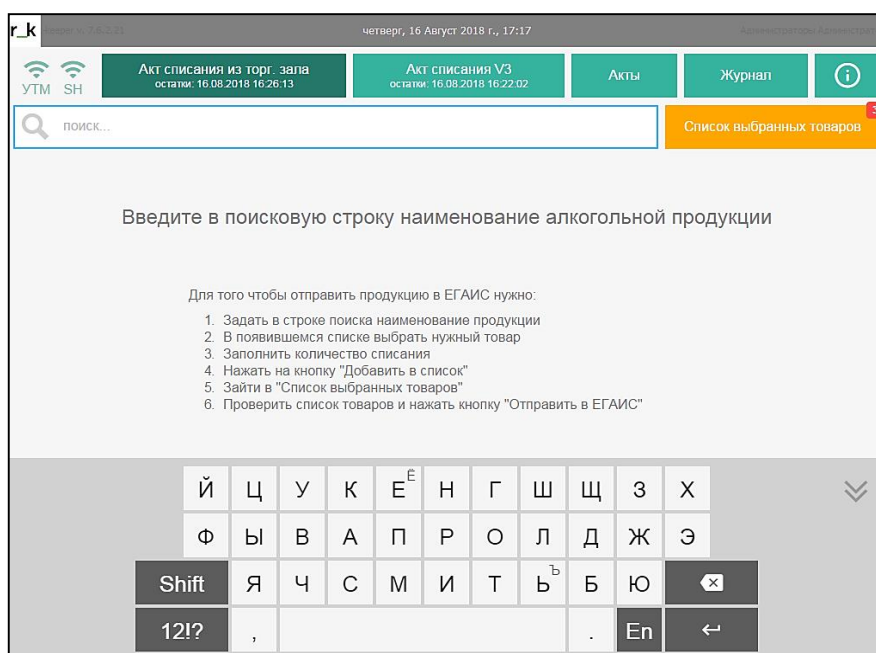 r_k
четверг, 16 Август 2018 г., 17:17
УТМ SH
Акт списания из торг. зала
остатки: 16.08.2018 16:26:13
Акт списания V3
остатки: 16.08.2018 16:22:02
Акты
Журнал
поиск...
Список выбранных товаров
Введите в поисковую строку наименование алкогольной продукции
Для того чтобы отправить продукцию в ЕГАИС нужно:
1. Задать в строке поиска наименование продукции
2. В появившемся списке выбрать нужный товар
3. Заполнить количество списания
4. Нажать на кнопку "Добавить в список"
5. Зайти в "Список выбранных товаров"
6. Проверить список товаров и нажать кнопку "Отправить в ЕГАИС"
Й Ц У К Е Ё Н Г Ш Щ З Х
Ф Ы В А П Р О Л Д Ж Э
Shift Я Ч С М И Т Ь Ъ Б Ю
12!? , . En